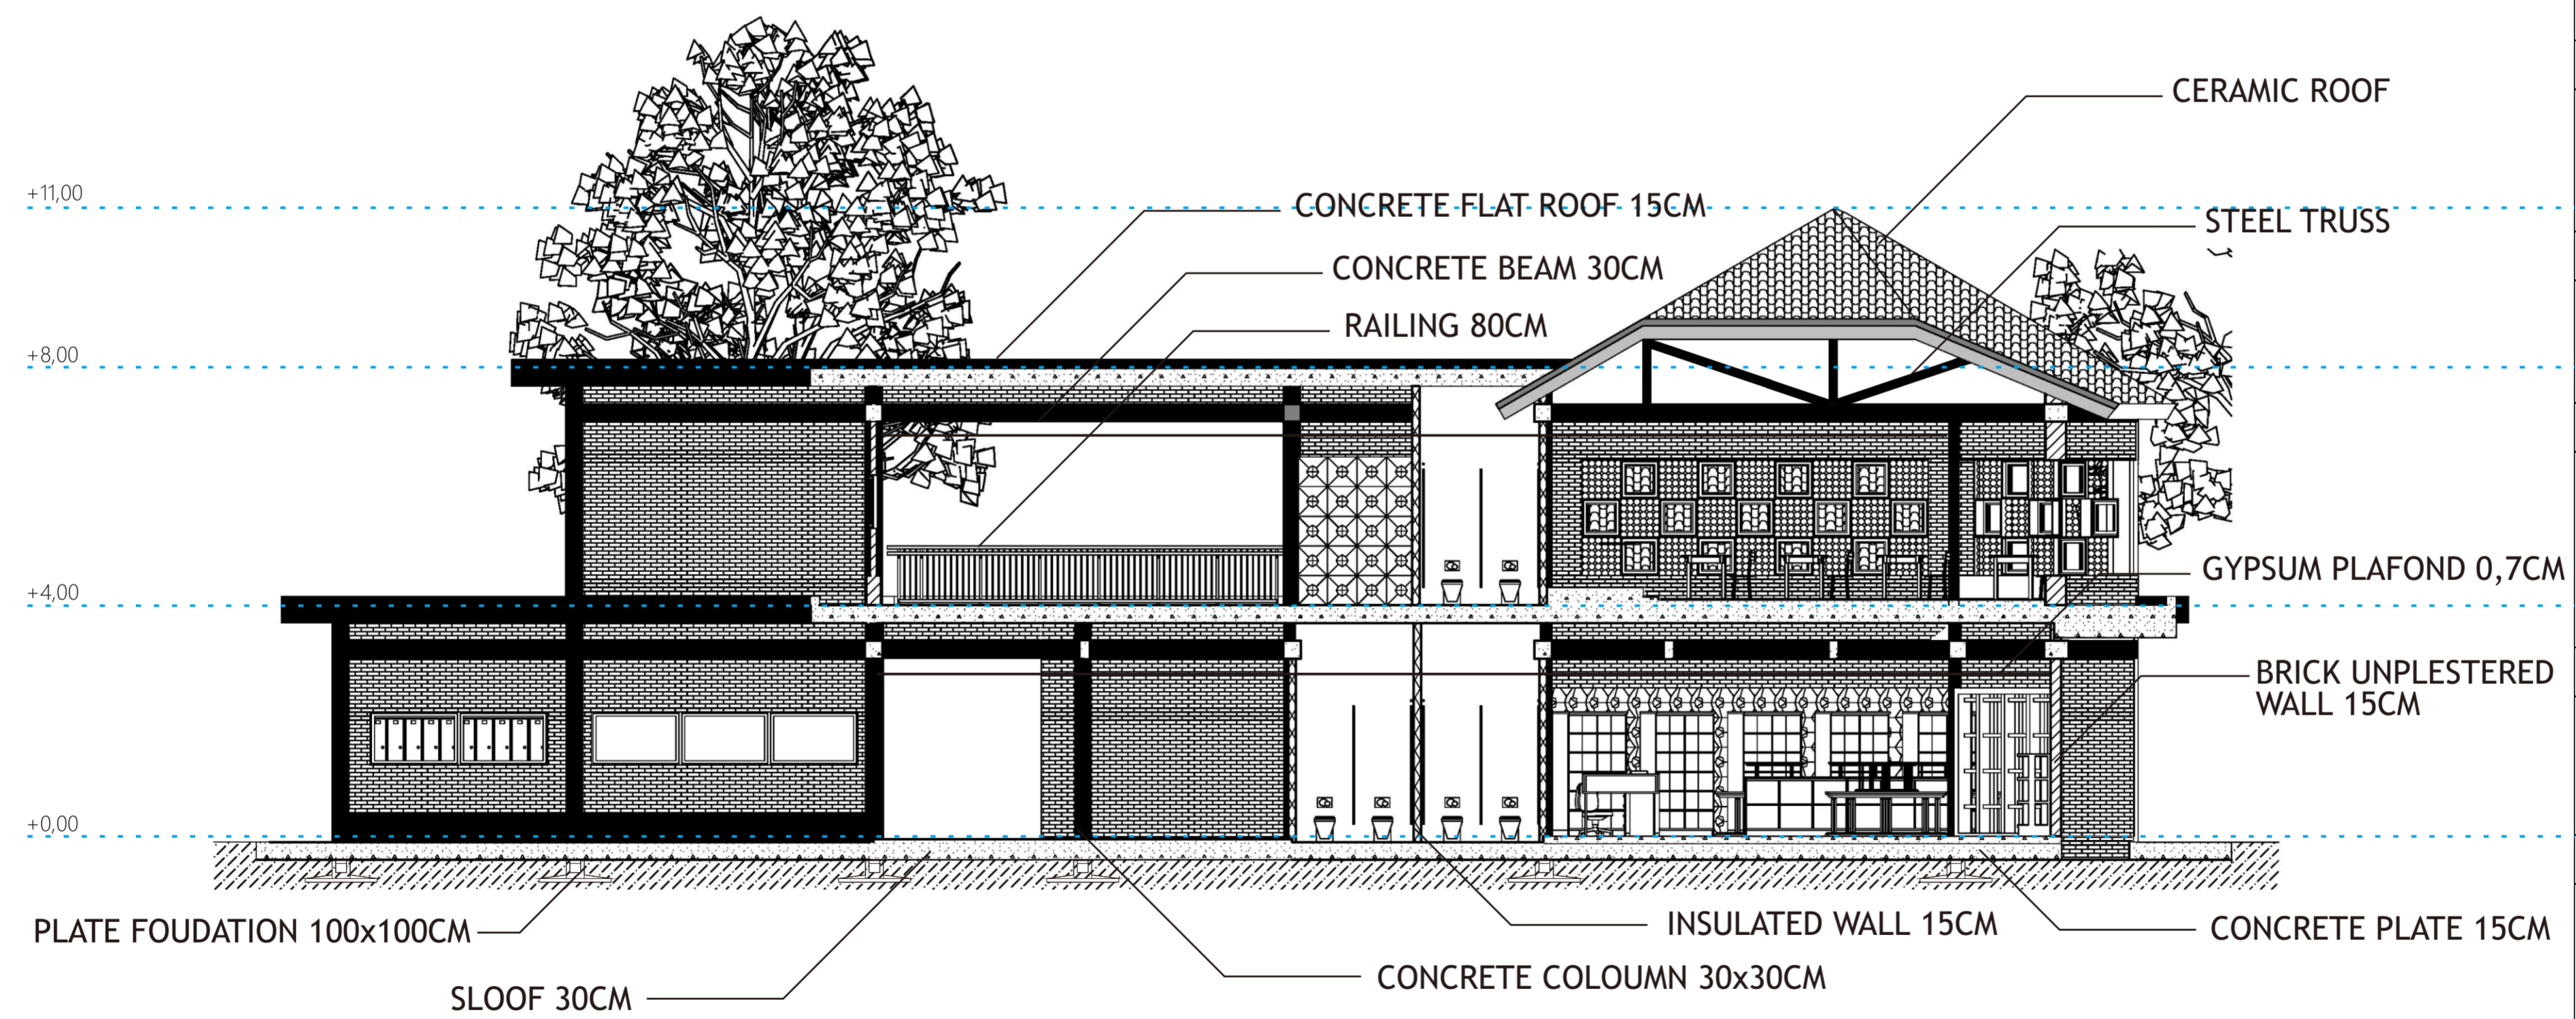 CERAMIC ROOF
+11,00
CONCRETE FLAT ROOF 15CM
STEEL TRUSS
CONCRETE BEAM 30CM
RAILING 80CM
+8,00
GYPSUM PLAFOND 0,7CM
+4,00
BRICK UNPLESTERED
WALL 15CM
+0,00
PLATE FOUDATION 100x100CM
INSULATED WALL 15CM
CONCRETE PLATE 15CM
CONCRETE COLOUMN 30x30CM
SLOOF 30CM